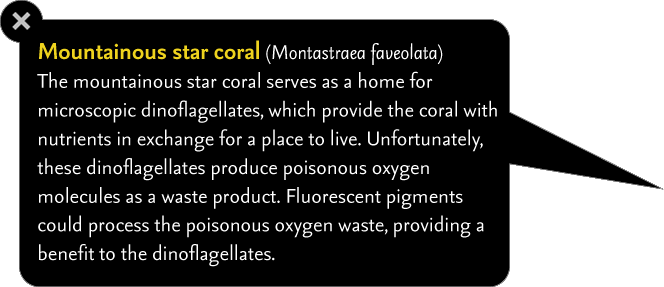 Mountainous star coral (Montastraea faveolata)
The mountainous star coral serves as a home for
microscopic dinoflagellates, which provide the coral with
nutrients in exchange for a place to live. Unfortunately,
these dinoflagellates produce poisonous oxygen
molecules as a waste product. Fluorescent pigments
could process the poisonous oxygen waste, providing a
benefit to the dinoflagellates.